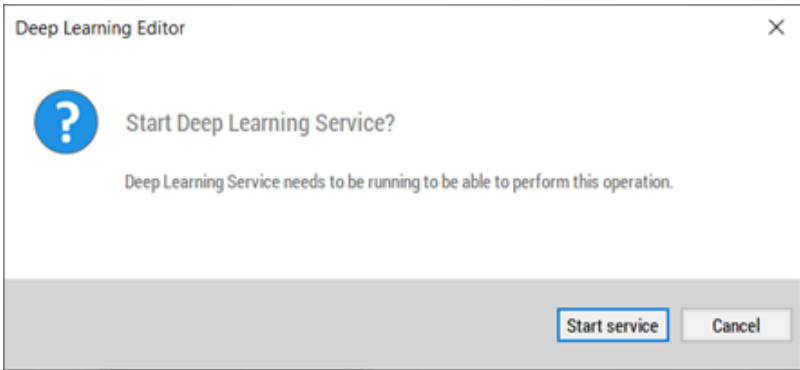 Deep Learning Editor
?
Start Deep Learning Service?
Deep Learning Service needs to be running to be able to perform this operation.
Start service Cancel